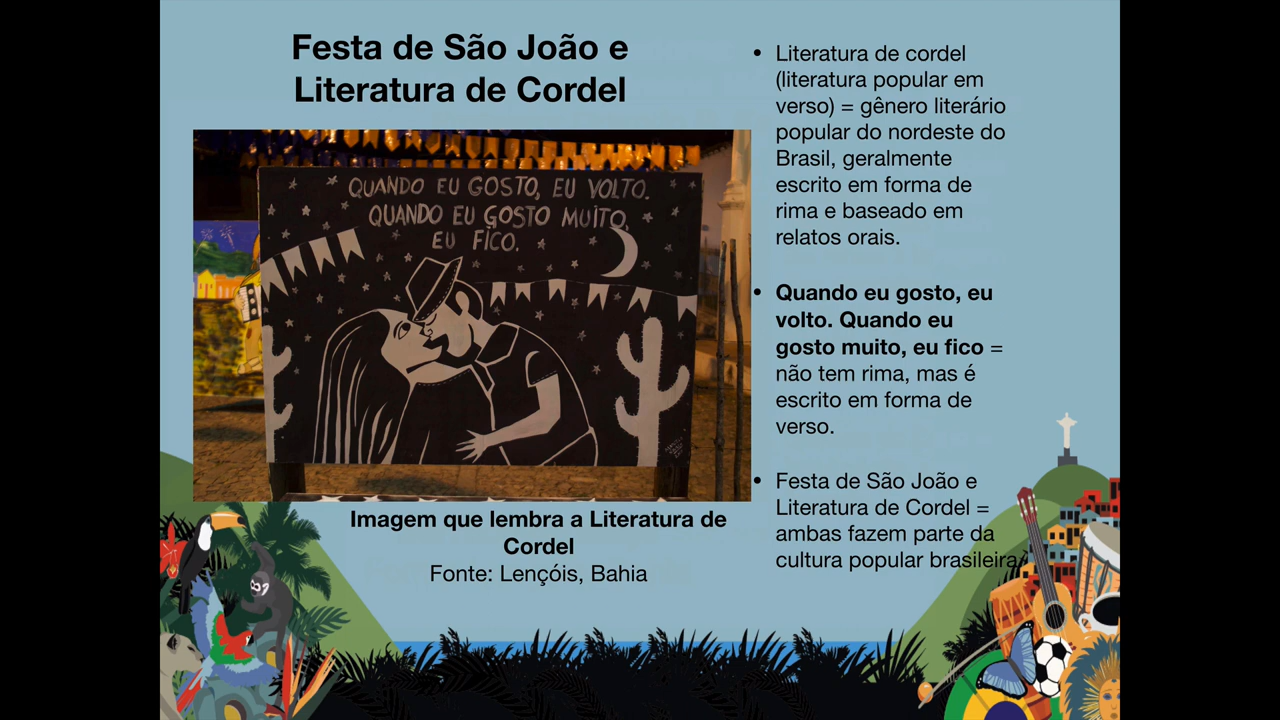 Festa de São João e
Literatura de Cordel
QUANDO EU GOSTO, EU VOLTO.
QUANDO EU GOSTO MUITO,
EU FICO.
Imagem que lembra a Literatura de
Cordel
Fonte: Lençóis, Bahia
• Literatura de cordel
(literatura popular em
verso) = gênero literário
popular do nordeste do
Brasil, geralmente
escrito em forma de
rima e baseado em
relatos orais.
• Quando eu gosto, eu
volto. Quando eu
gosto muito, eu fico =
não tem rima, mas é
escrito em forma de
verso.
• Festa de São João e
Literatura de Cordel =
ambas fazem parte da
cultura popular brasileira.